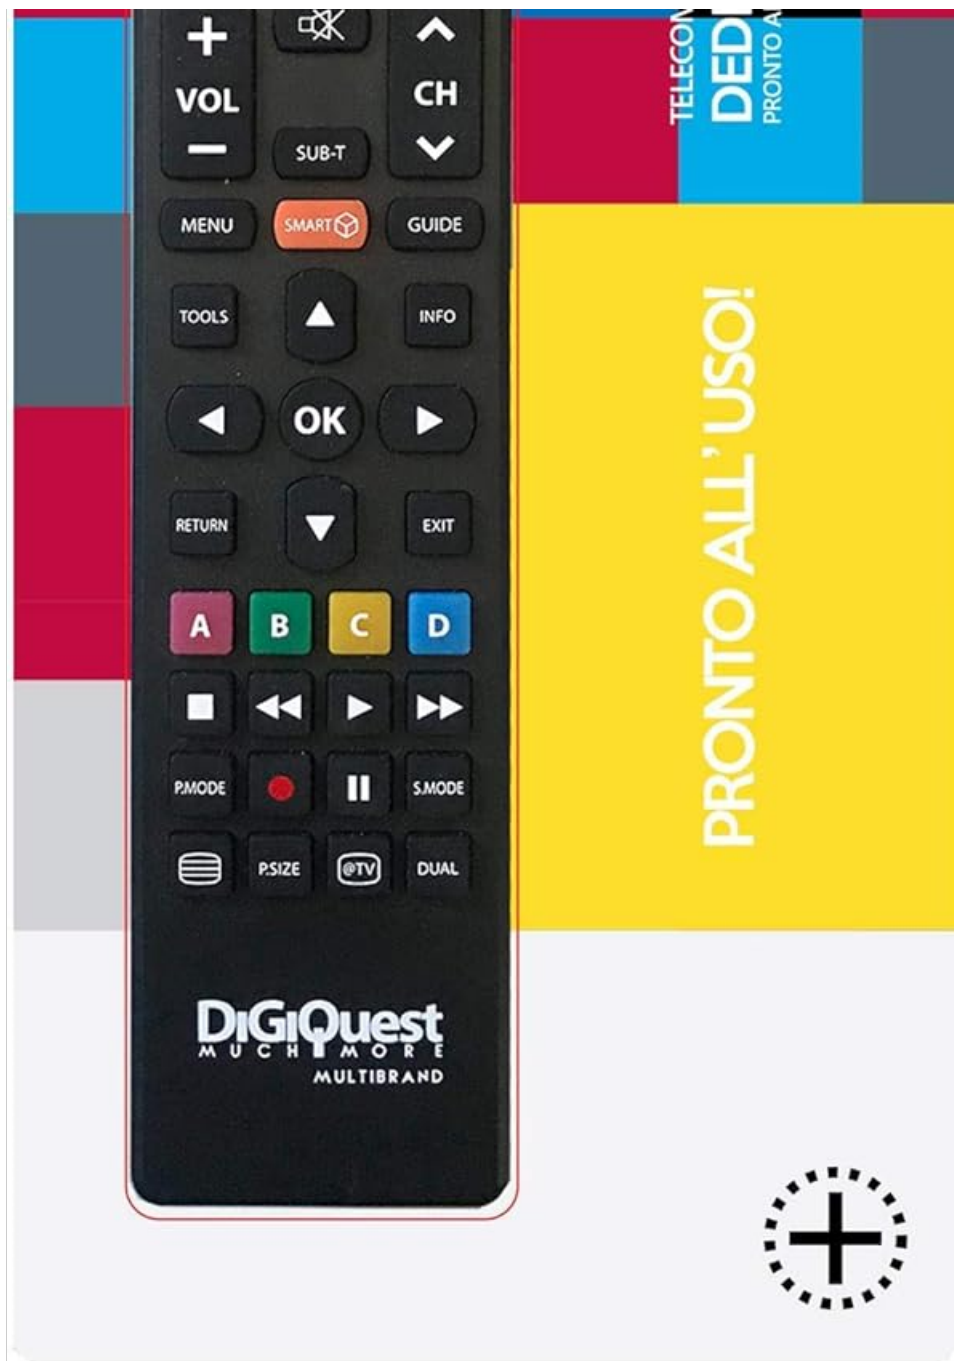 +
VOL
−
CH
SUB-T
MENU
SMART
GUIDE
TOOLS
INFO
OK
RETURN
EXIT
A
B
C
D
P.MODE
S.MODE
P.SIZE
@TV
DUAL
DiGiQuest
MUCH MORE
MULTIBRAND
PRONTO ALL' USO!
PRONTO